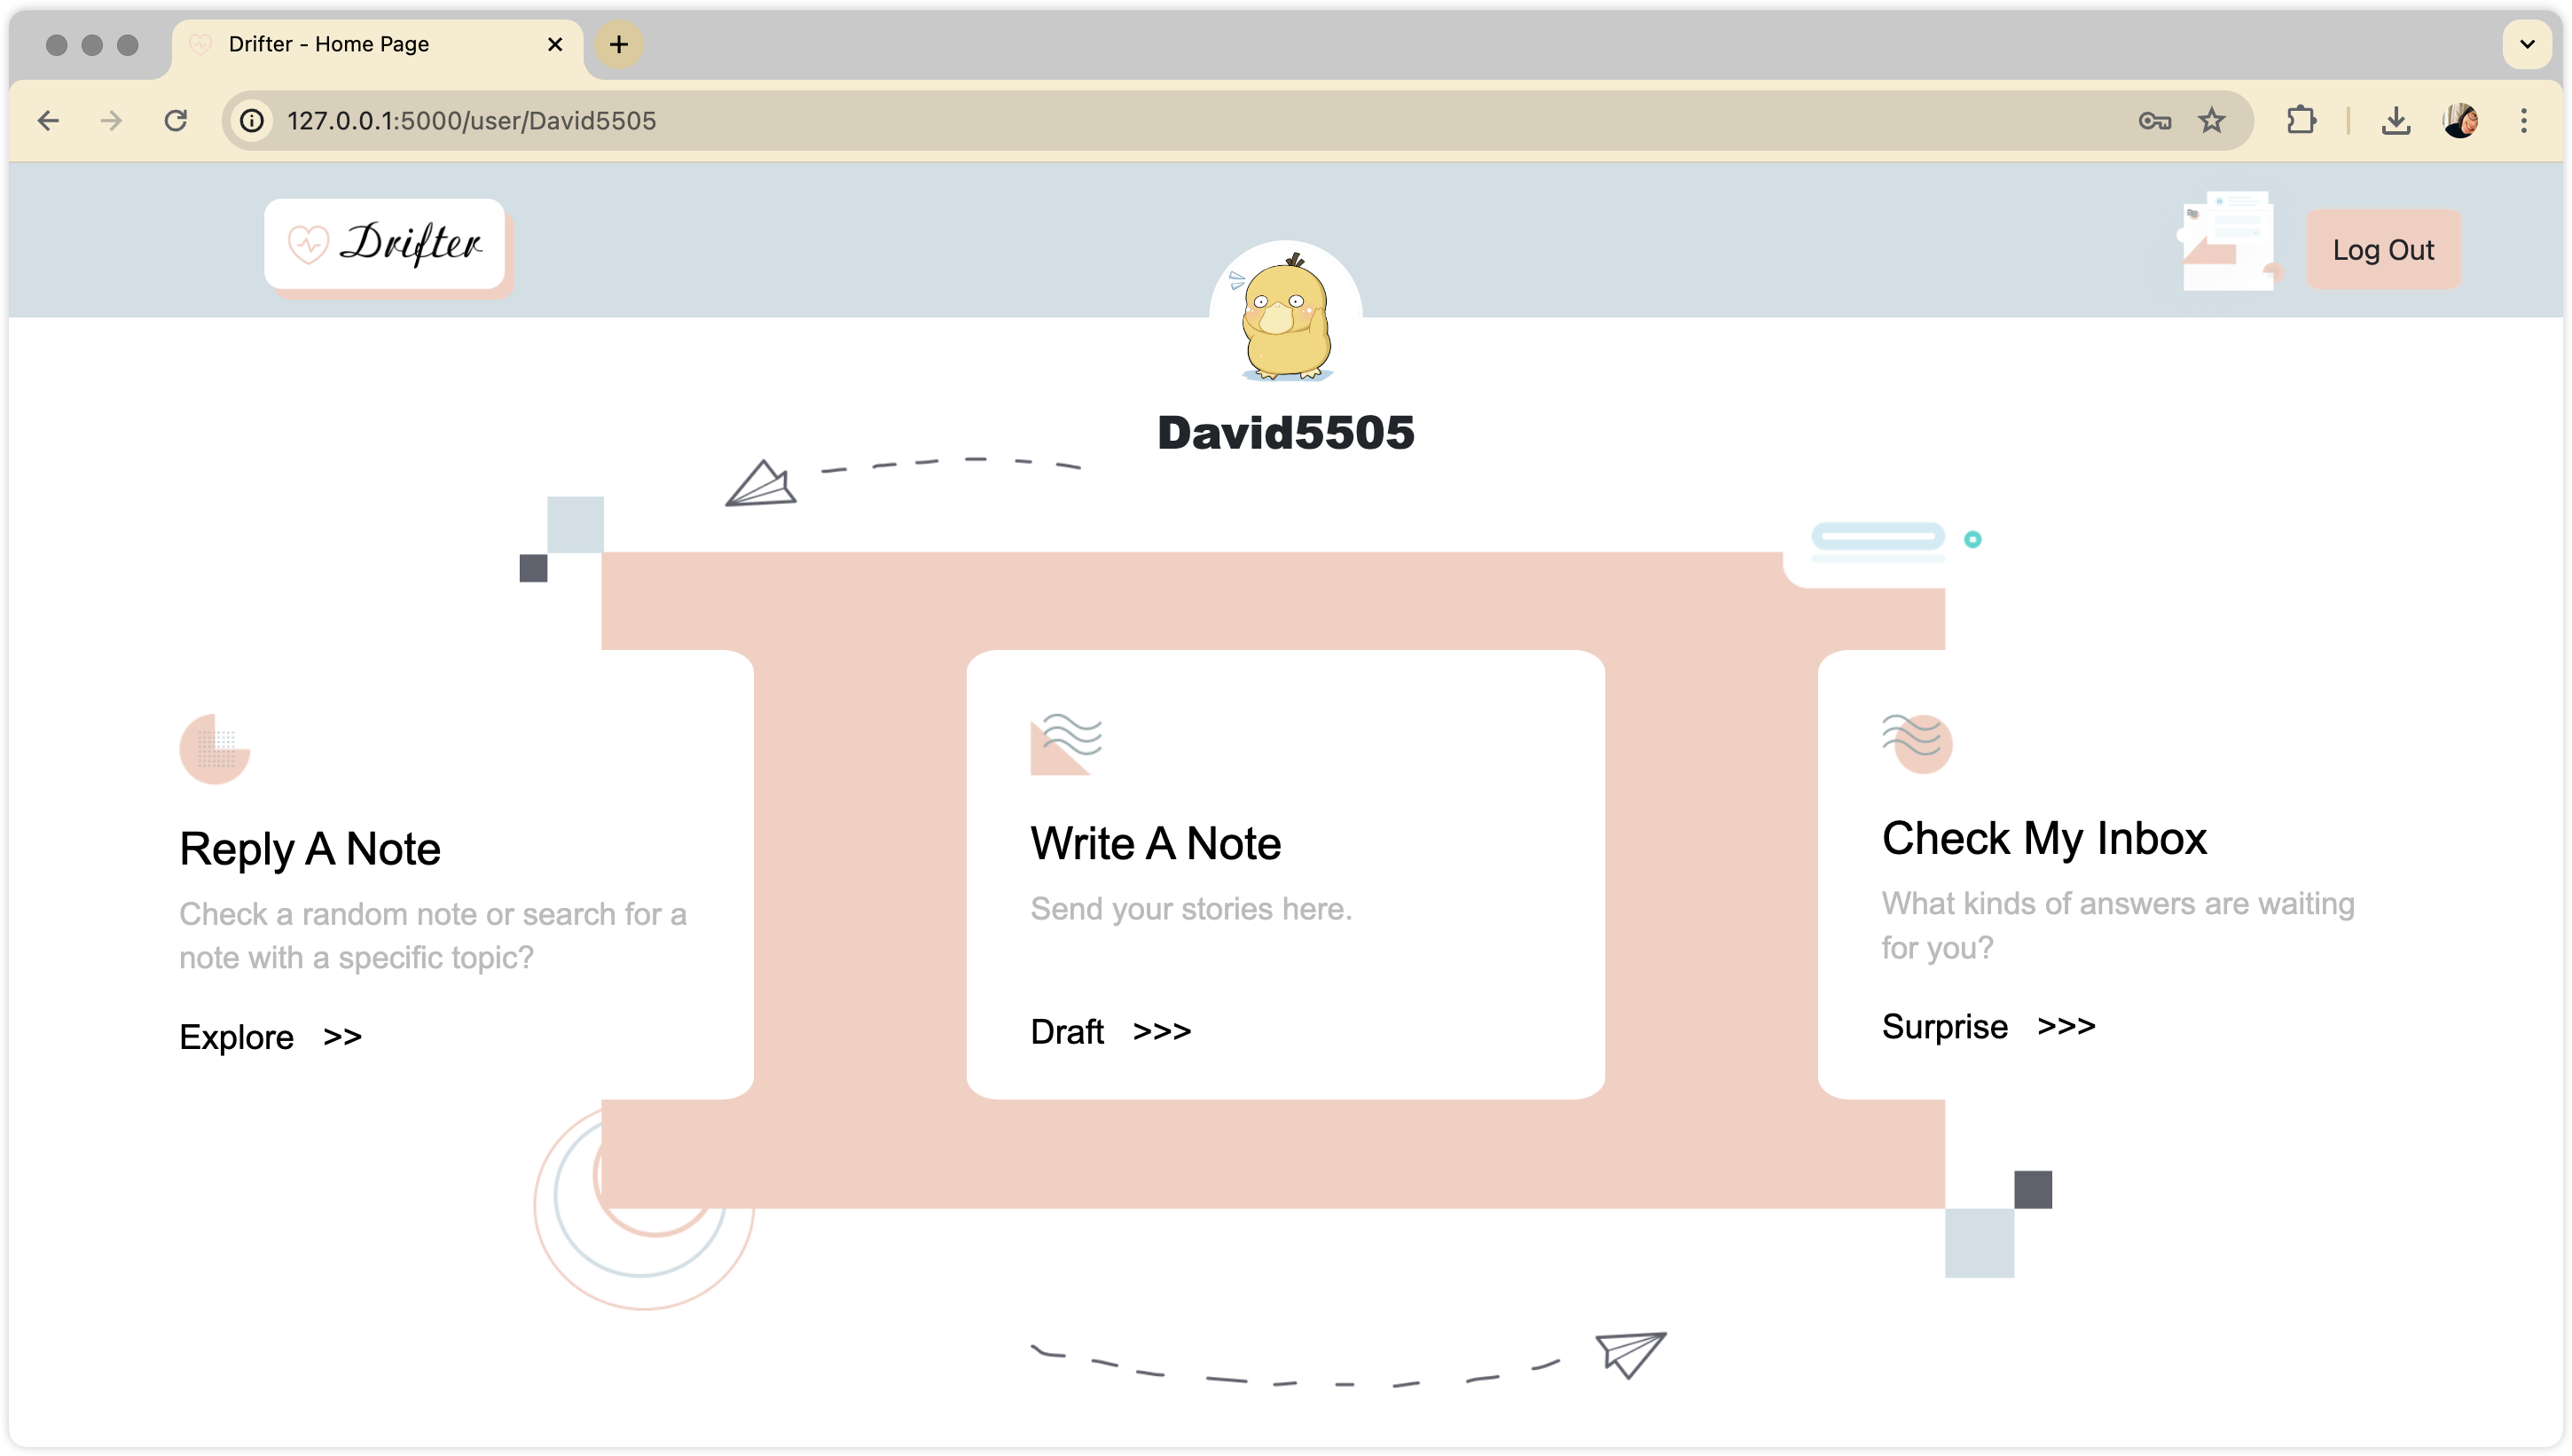 Drifter - Home Page
127.0.0.1:5000/user/David5505
Drifter
Log Out
David5505
Reply A Note
Check a random note or search for a
note with a specific topic?
Explore >>
Write A Note
Send your stories here.
Draft >>>
Check My Inbox
What kinds of answers are waiting
for you?
Surprise >>>